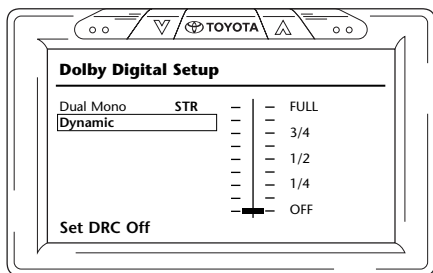 TOYOTA
Dolby Digital Setup
Dual Mono STR
Dynamic
FULL
3/4
1/2
1/4
OFF
Set DRC Off